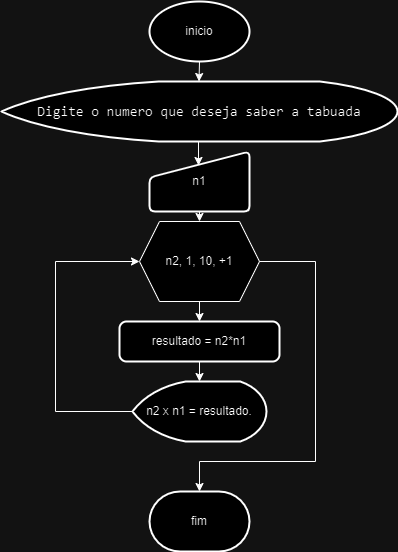 inicio
Digite o numero que deseja saber a tabuada
n1
n2, 1, 10, +1
resultado = n2*n1
n2 x n1 = resultado.
fim